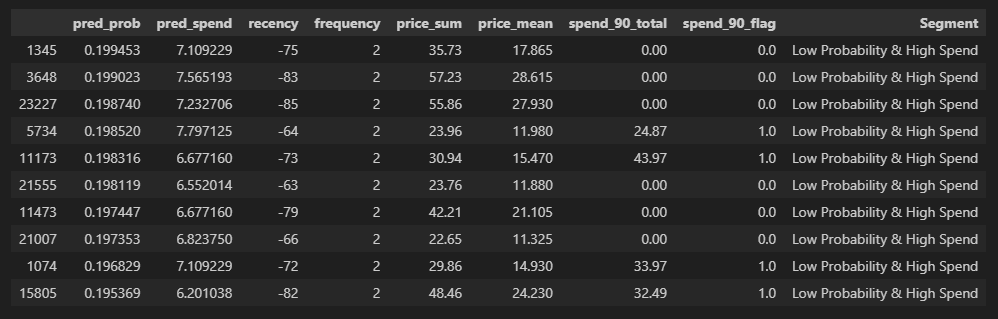 pred_prob pred_spend recency frequency price_sum price_mean spend_90_total spend_90_flag Segment
1345 0.199453 7.109229 -75 2 35.73 17.865 0.00 0.0 Low Probability & High Spend
3648 0.199023 7.565193 -83 2 57.23 28.615 0.00 0.0 Low Probability & High Spend
23227 0.198740 7.232706 -85 2 55.86 27.930 0.00 0.0 Low Probability & High Spend
5734 0.198520 7.797125 -64 2 23.96 11.980 24.87 1.0 Low Probability & High Spend
11173 0.198316 6.677160 -73 2 30.94 15.470 43.97 1.0 Low Probability & High Spend
21555 0.198119 6.552014 -63 2 23.76 11.880 0.00 0.0 Low Probability & High Spend
11473 0.197447 6.677160 -79 2 42.21 21.105 0.00 0.0 Low Probability & High Spend
21007 0.197353 6.823750 -66 2 22.65 11.325 0.00 0.0 Low Probability & High Spend
1074 0.196829 7.109229 -72 2 29.86 14.930 33.97 1.0 Low Probability & High Spend
15805 0.195369 6.201038 -82 2 48.46 24.230 32.49 1.0 Low Probability & High Spend